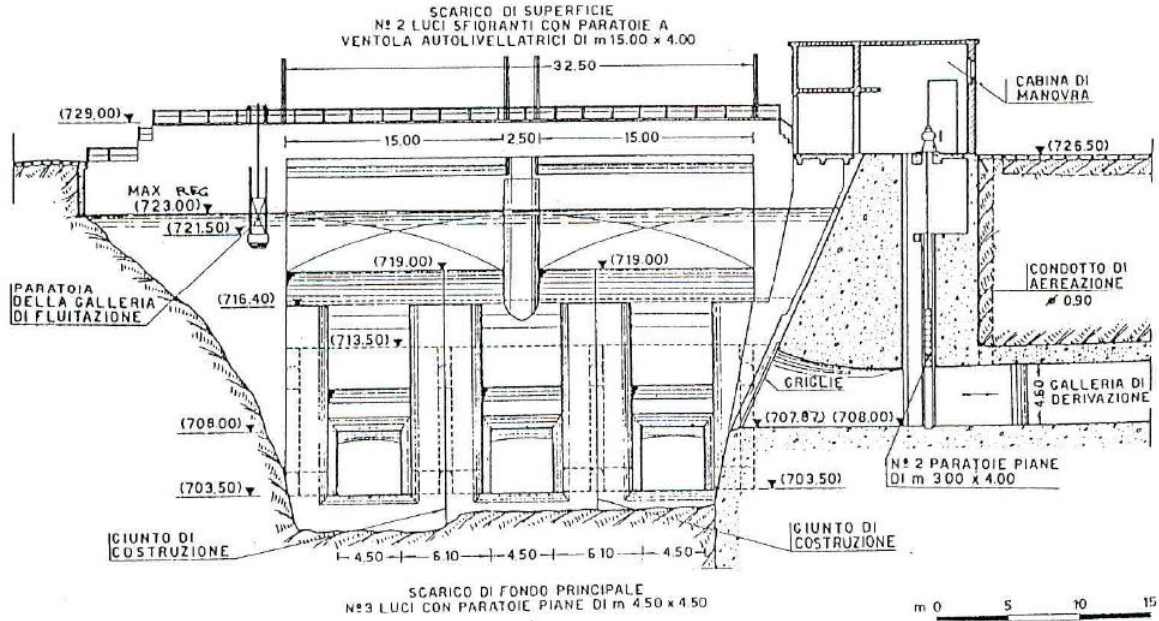 SCARICO DI SUPERFICIE
Nº 2 LUCI SFIORANTI CON PARATOIE A
VENTOLA AUTOLIVELLATRICI DI m 15.00 x 4.00
32.50
CABINA DI
MANOVRA
(729.00)
15.00 2.50 15.00
(726.50)
MAX REG
(723.00)
(721.50)
(719.00) (719.00)
CONDOTTO DI
AEREAZIONE
ø 0.90
PARATOIA
DELLA GALLERIA
DI FLUITAZIONE
(716.40)
(713.50)
GRIGLIE
4.60
GALLERIA DI
DERIVAZIONE
(708.00)
(707.87) (708.00)
Nº 2 PARATOIE PIANE
DI m 3.00 x 4.00
(703.50) (703.50)
GIUNTO DI
COSTRUZIONE
GIUNTO DI
COSTRUZIONE
4.50 6.10 4.50 6.10 4.50
SCARICO DI FONDO PRINCIPALE
Nº3 LUCI CON PARATOIE PIANE DI m 4.50 x 4.50
m 0 5 10 15